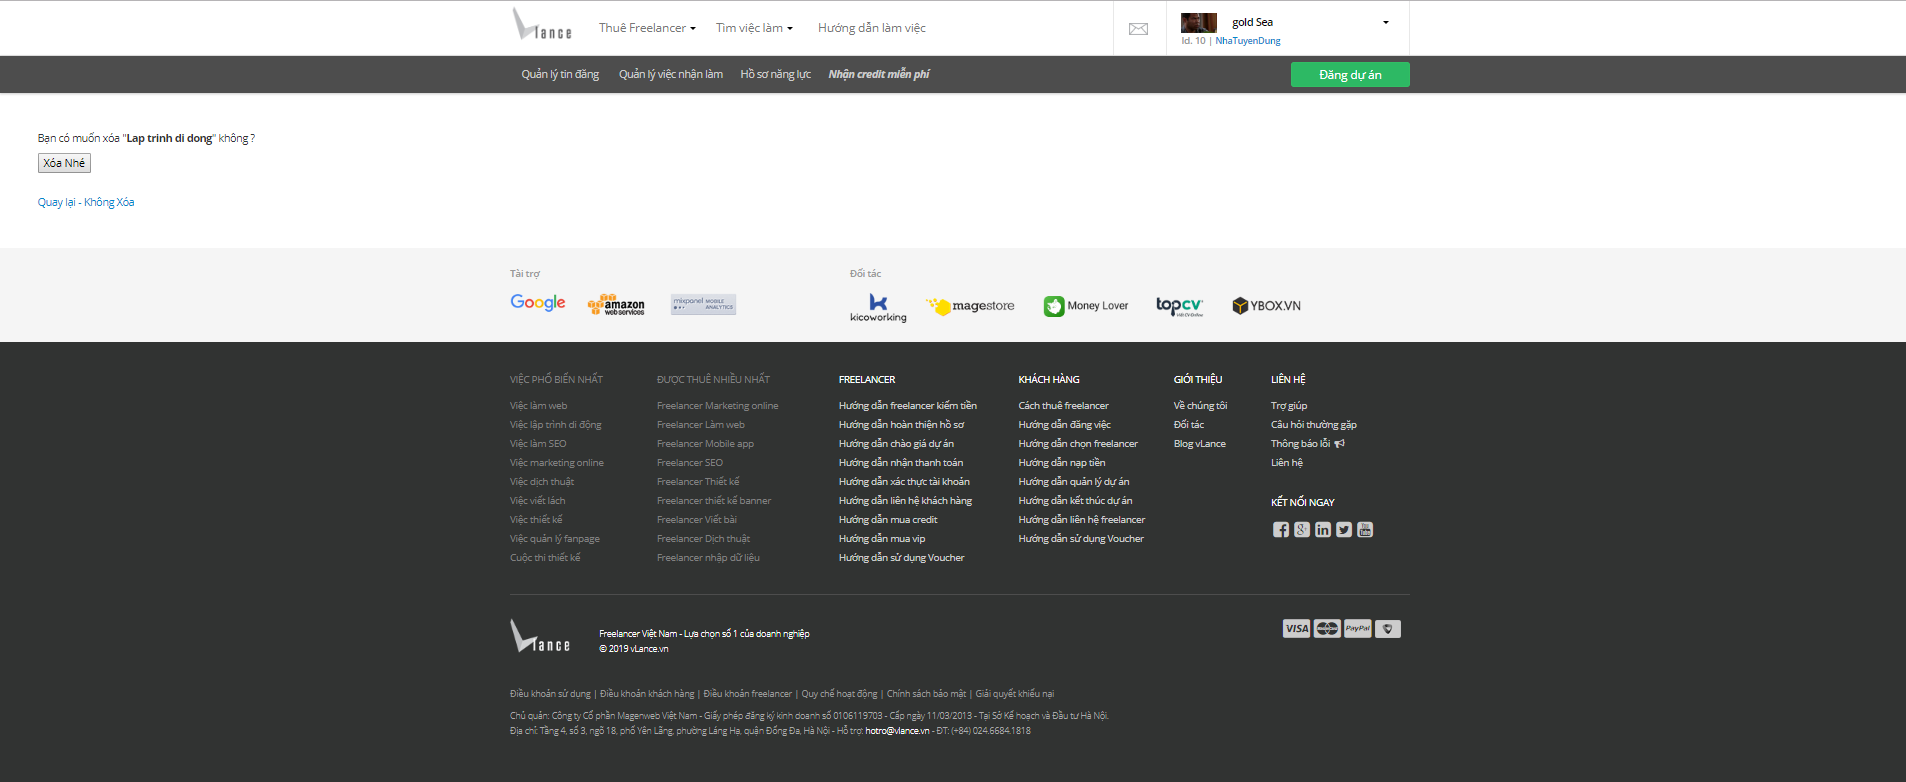 Vlance
Thuê Freelancer
Tìm việc làm
Hướng dẫn làm việc
gold Sea
Id. 10 | NhaTuyenDung
Quản lý tin đăng
Quản lý việc nhận làm
Hồ sơ năng lực
Nhận credit miễn phí
Đăng dự án
Bạn có muốn xóa "Lap trinh di dong" không ?
Xóa Nhé
Quay lại - Không Xóa
Tài trợ
Google
amazon
web services
mixpanel MOBILE
ANALYTICS
Đối tác
kicoworking
magestore
Money Lover
topcv
YBOX.VN
VIỆC PHỔ BIẾN NHẤT
Việc làm web
Việc lập trình di động
Việc làm SEO
Việc marketing online
Việc dịch thuật
Việc viết lách
Việc thiết kế
Việc quản lý fanpage
Cuộc thi thiết kế
ĐƯỢC THUÊ NHIỀU NHẤT
Freelancer Marketing online
Freelancer Làm web
Freelancer Mobile app
Freelancer SEO
Freelancer Thiết kế
Freelancer thiết kế banner
Freelancer Viết bài
Freelancer Dịch thuật
Freelancer nhập dữ liệu
FREELANCER
Hướng dẫn freelancer kiếm tiền
Hướng dẫn hoàn thiện hồ sơ
Hướng dẫn chào giá dự án
Hướng dẫn nhận thanh toán
Hướng dẫn xác thực tài khoản
Hướng dẫn liên hệ khách hàng
Hướng dẫn mua credit
Hướng dẫn mua vip
Hướng dẫn sử dụng Voucher
KHÁCH HÀNG
Cách thuê freelancer
Hướng dẫn đăng việc
Hướng dẫn chọn freelancer
Hướng dẫn nạp tiền
Hướng dẫn quản lý dự án
Hướng dẫn kết thúc dự án
Hướng dẫn liên hệ freelancer
Hướng dẫn sử dụng Voucher
GIỚI THIỆU
Về chúng tôi
Đối tác
Blog vLance
LIÊN HỆ
Trợ giúp
Câu hỏi thường gặp
Thông báo lỗi
Liên hệ
KẾT NỐI NGAY
Vlance
Freelancer Việt Nam - Lựa chọn số 1 của doanh nghiệp
© 2019 vLance.vn
VISA
PayPal
Điều khoản sử dụng | Điều khoản khách hàng | Điều khoản freelancer | Quy chế hoạt động | Chính sách bảo mật | Giải quyết khiếu nại
Chủ quản: Công ty Cổ phần Magenweb Việt Nam - Giấy phép đăng ký kinh doanh số 0106119703 - Cấp ngày 11/03/2013 - Tại Sở Kế hoạch và Đầu tư Hà Nội.
Địa chỉ: Tầng 4, số 3, ngõ 18, phố Yên Lãng, phường Láng Hạ, quận Đống Đa, Hà Nội - Hỗ trợ: hotro@vlance.vn - ĐT: (+84) 024.6684.1818